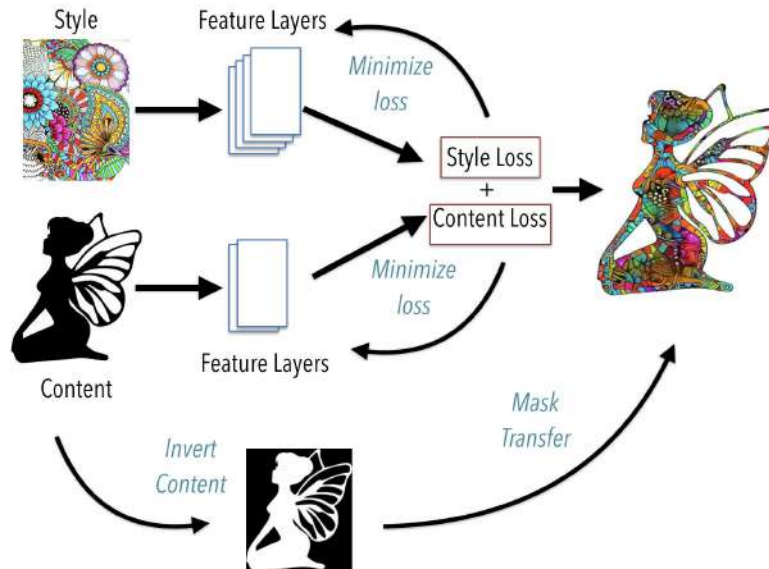 Style
Feature Layers
Minimize
loss
Style Loss
+
Content Loss
Minimize
loss
Feature Layers
Content
Invert
Content
Mask
Transfer